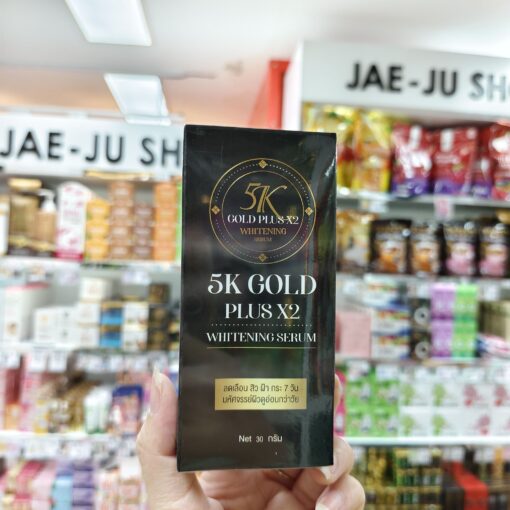 JAE-JU SH
JAE-JU SHO
5K
GOLD PLUS X2
WHITENING
SERUM
5K GOLD
PLUS X2
WHITENING SERUM
ลดเลือน สิว ฝ้า กระ 7 วัน
มหัศจรรย์ผิวดูอ่อนกว่าวัย
Net 30 กรัม